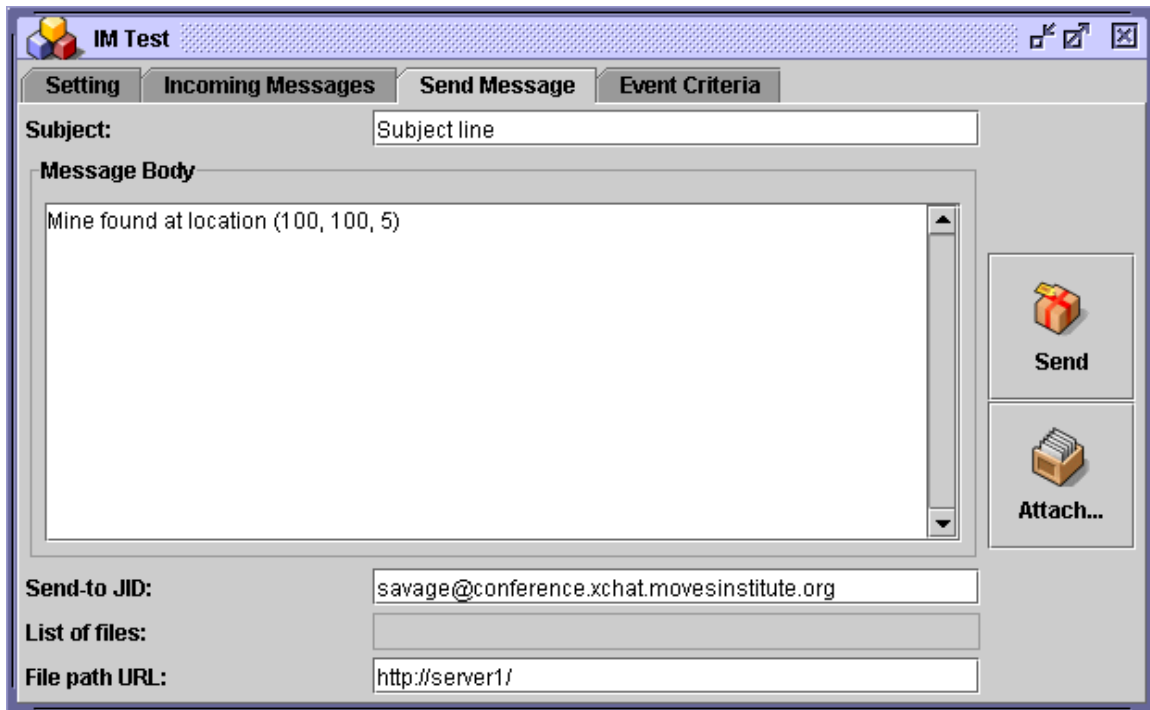 IM Test
Setting Incoming Messages Send Message Event Criteria
Subject: Subject line
Message Body
Mine found at location (100, 100, 5)
Send
Attach...
Send-to JID: savage@conference.xchat.movesinstitute.org
List of files:
File path URL: http://server1/